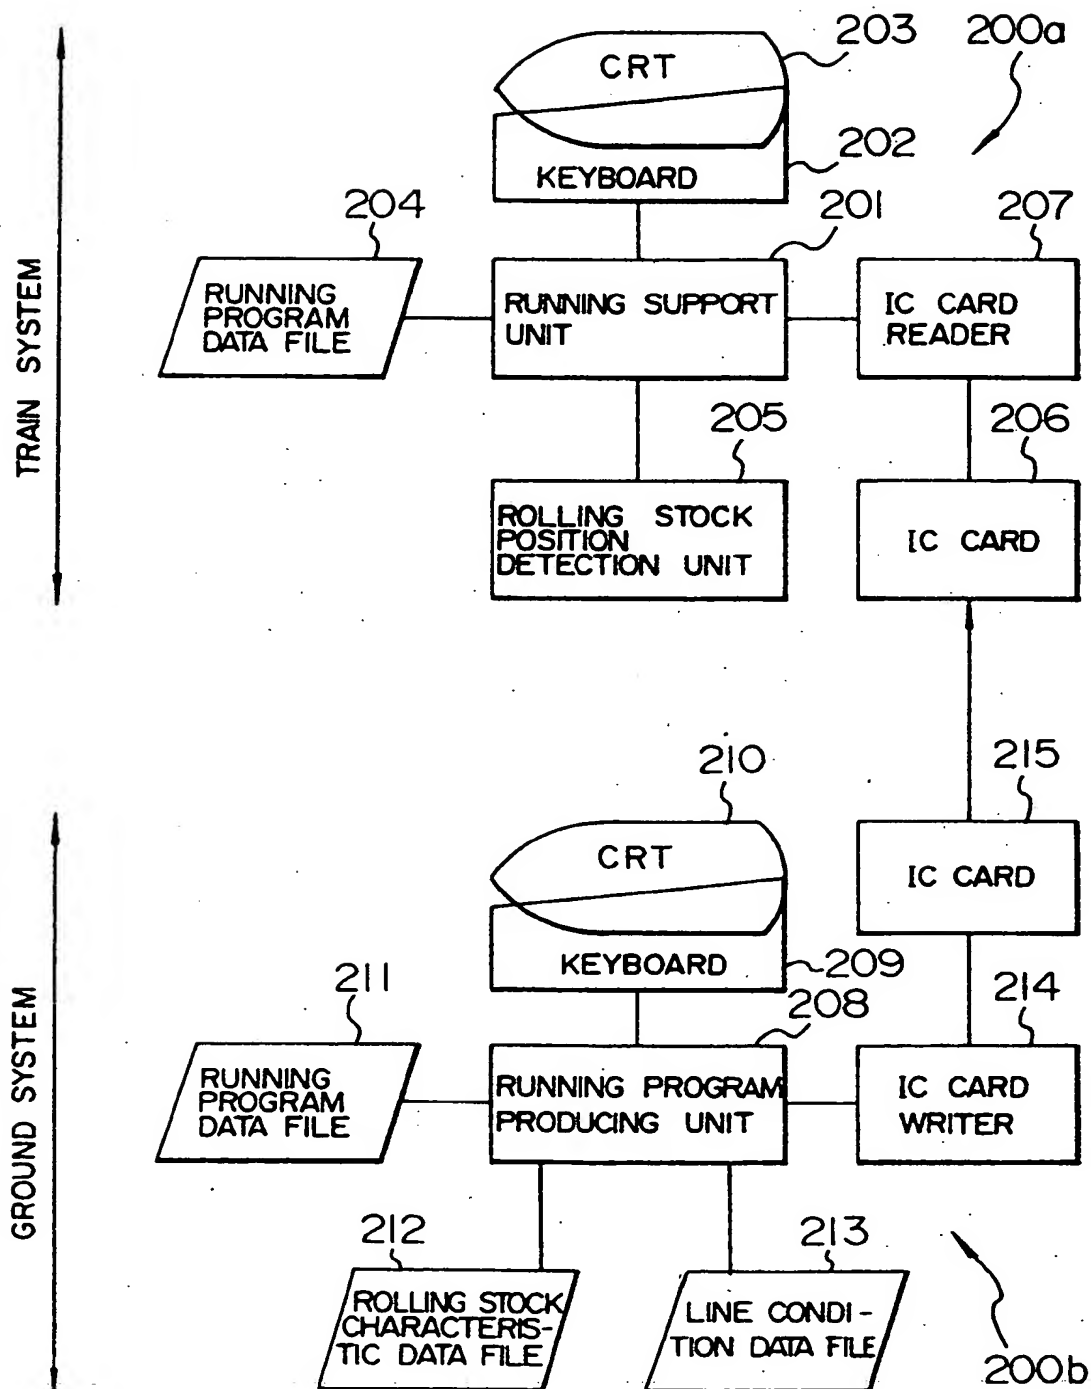 203
200a
CRT
202
KEYBOARD
204
201
207
TRAIN SYSTEM
RUNNING
PROGRAM
DATA FILE
RUNNING SUPPORT
UNIT
IC CARD
READER
205
206
ROLLING STOCK
POSITION
DETECTION UNIT
IC CARD
210
215
CRT
IC CARD
KEYBOARD
209
211
208
214
GROUND SYSTEM
RUNNING
PROGRAM
DATA FILE
RUNNING PROGRAM
PRODUCING UNIT
IC CARD
WRITER
212
213
ROLLING STOCK
CHARACTERIS-
TIC DATA FILE
LINE CONDI-
TION DATA FILE
200b